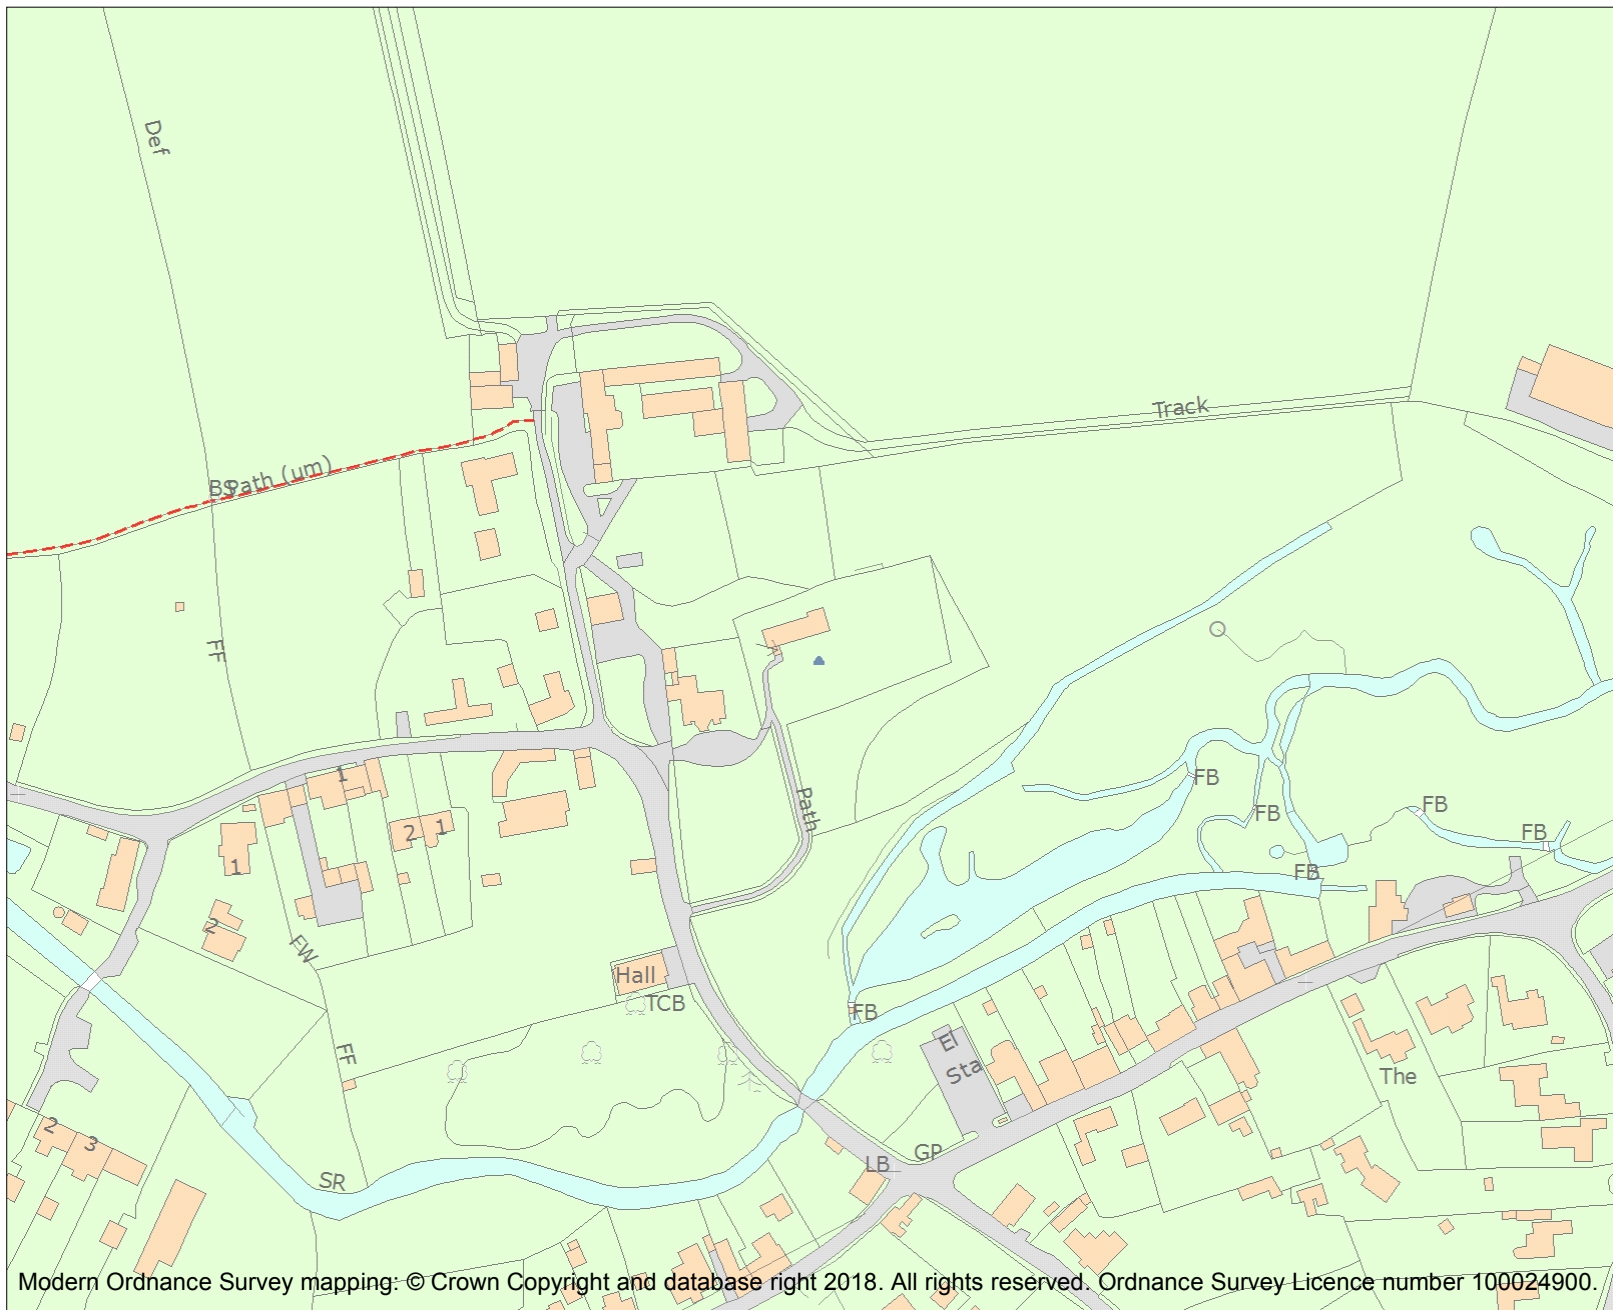 Def
Track
BS
Path (um)
FF
FB
1
Path
FB
FB
FB
2 1
1
FB
2
FW
Hall
TCB
FB
El
Sta
FF
The
2
3
GP
LB
SR
Modern Ordnance Survey mapping: © Crown Copyright and database right 2018. All rights reserved. Ordnance Survey Licence number 100024900.